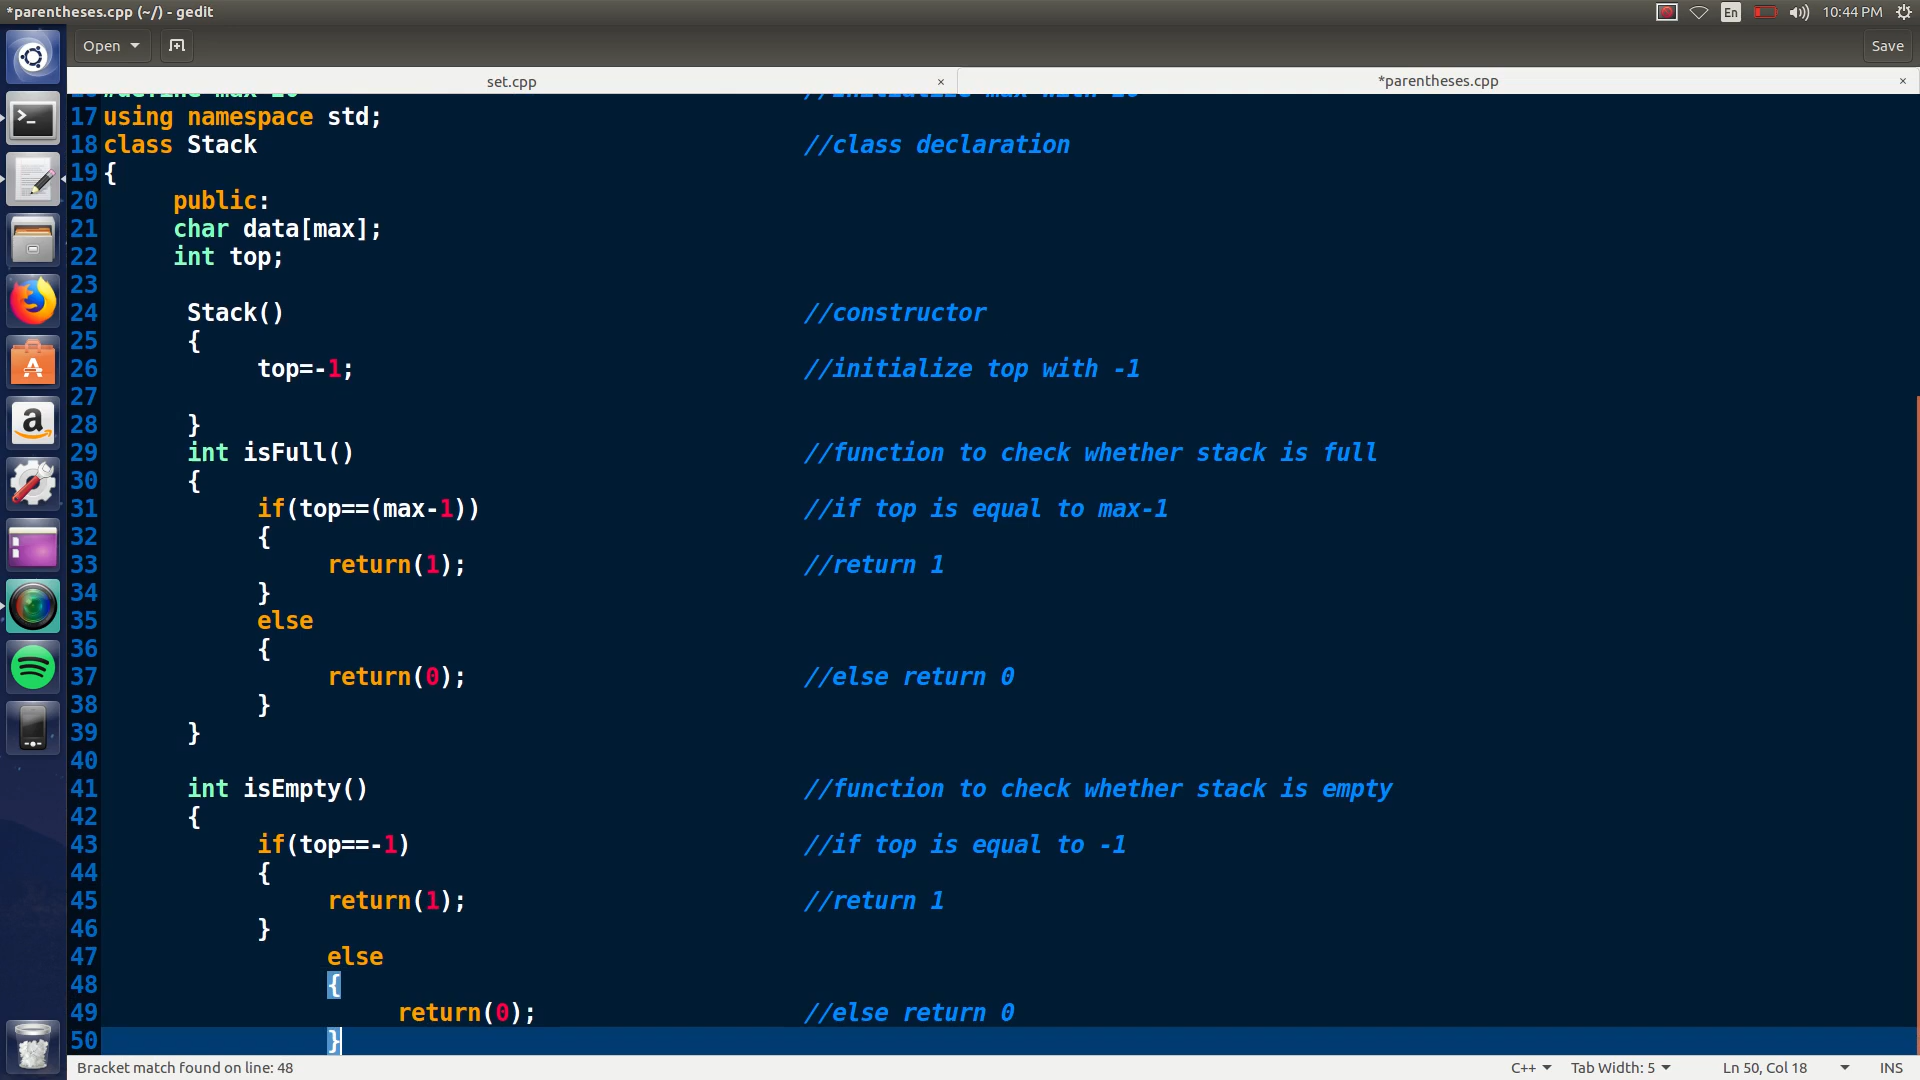 *parentheses.cpp (~/) - gedit
En
10:44 PM
Open
Save
set.cpp
*parentheses.cpp
17 using namespace std;
18 class Stack //class declaration
19 {
20 public:
21 char data[max];
22 int top;
23
24 Stack() //constructor
25 {
26 top=-1; //initialize top with -1
27
28 }
29 int isFull() //function to check whether stack is full
30 {
31 if(top==(max-1)) //if top is equal to max-1
32 {
33 return(1); //return 1
34 }
35 else
36 {
37 return(0); //else return 0
38 }
39 }
40
41 int isEmpty() //function to check whether stack is empty
42 {
43 if(top==-1) //if top is equal to -1
44 {
45 return(1); //return 1
46 }
47 else
48 {
49 return(0); //else return 0
50 }
Bracket match found on line: 48
C++
Tab Width: 5
Ln 50, Col 18
INS